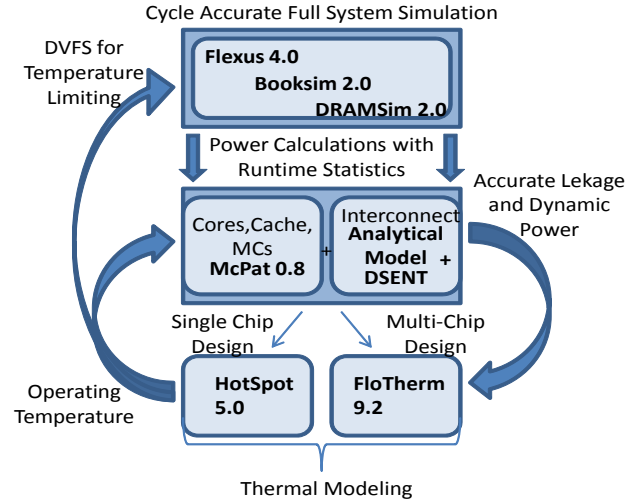 Cycle Accurate Full System Simulation
DVFS for
Temperature
Limiting
Flexus 4.0
Booksim 2.0
DRAMSim 2.0
Power Calculations with
Runtime Statistics
Accurate Lekage
and Dynamic
Power
Cores,Cache,
MCs
McPat 0.8
+
Interconnect
Analytical
Model +
DSENT
Single Chip
Design
Multi-Chip
Design
Operating
Temperature
HotSpot
5.0
FloTherm
9.2
Thermal Modeling